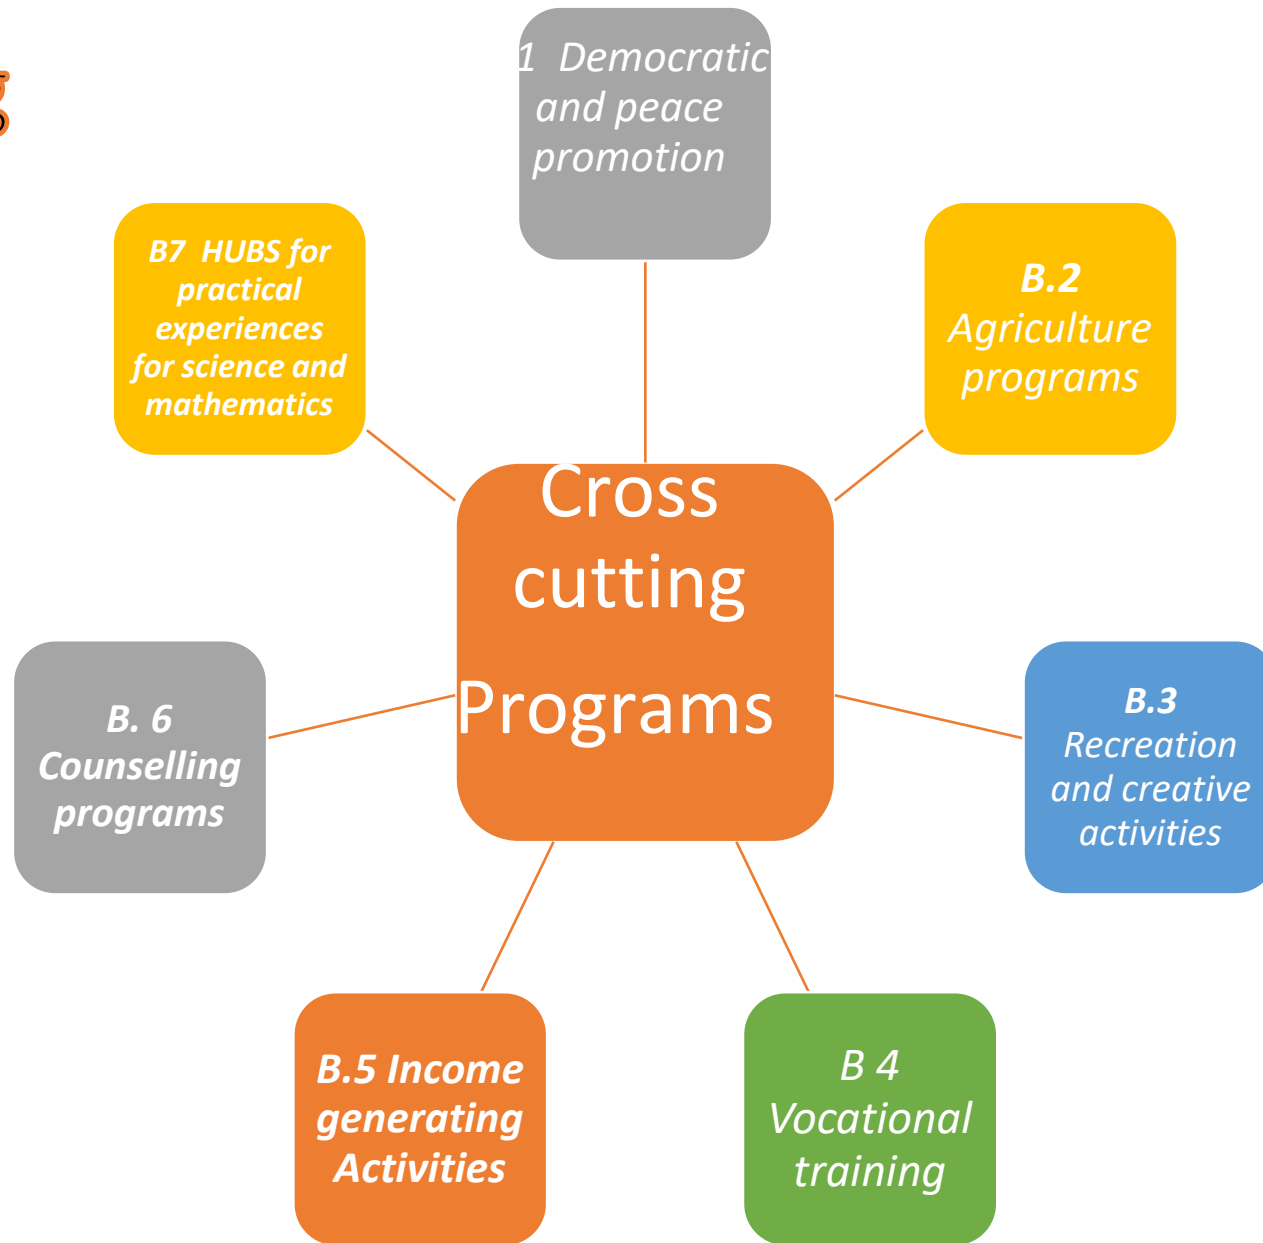 1 Democratic
and peace
promotion
B.2
Agriculture
programs
B.3
Recreation
and creative
activities
B 4
Vocational
training
B.5 Income
generating
Activities
B. 6
Counselling
programs
B7 HUBS for
practical
experiences
for science and
mathematics
Cross
cutting
Programs